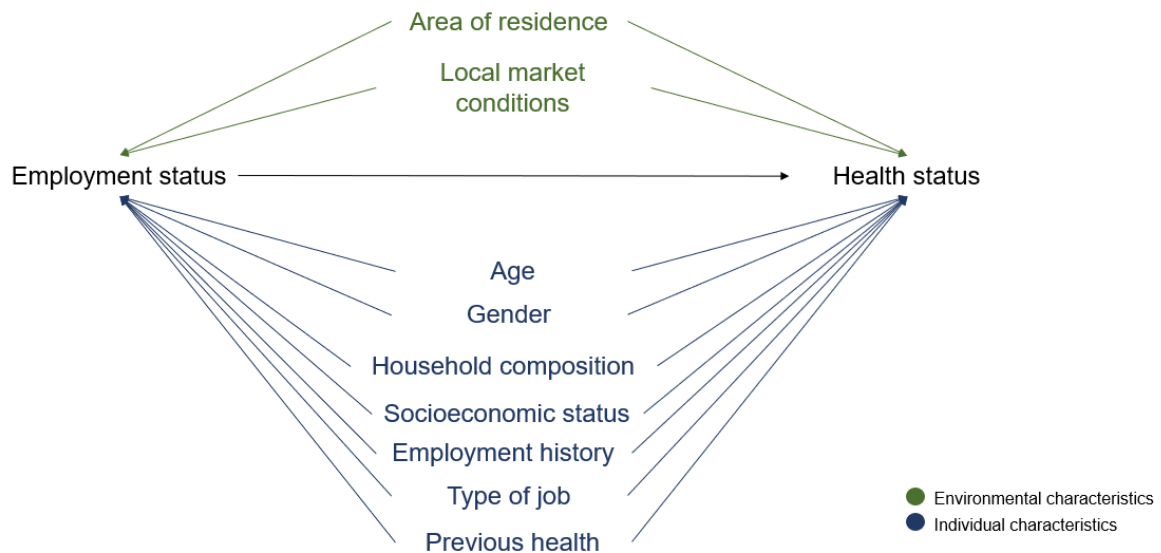 Area of residence
Local market
conditions
Employment status
Health status
Age
Gender
Household composition
Socioeconomic status
Employment history
Type of job
Previous health
Environmental characteristics
Individual characteristics